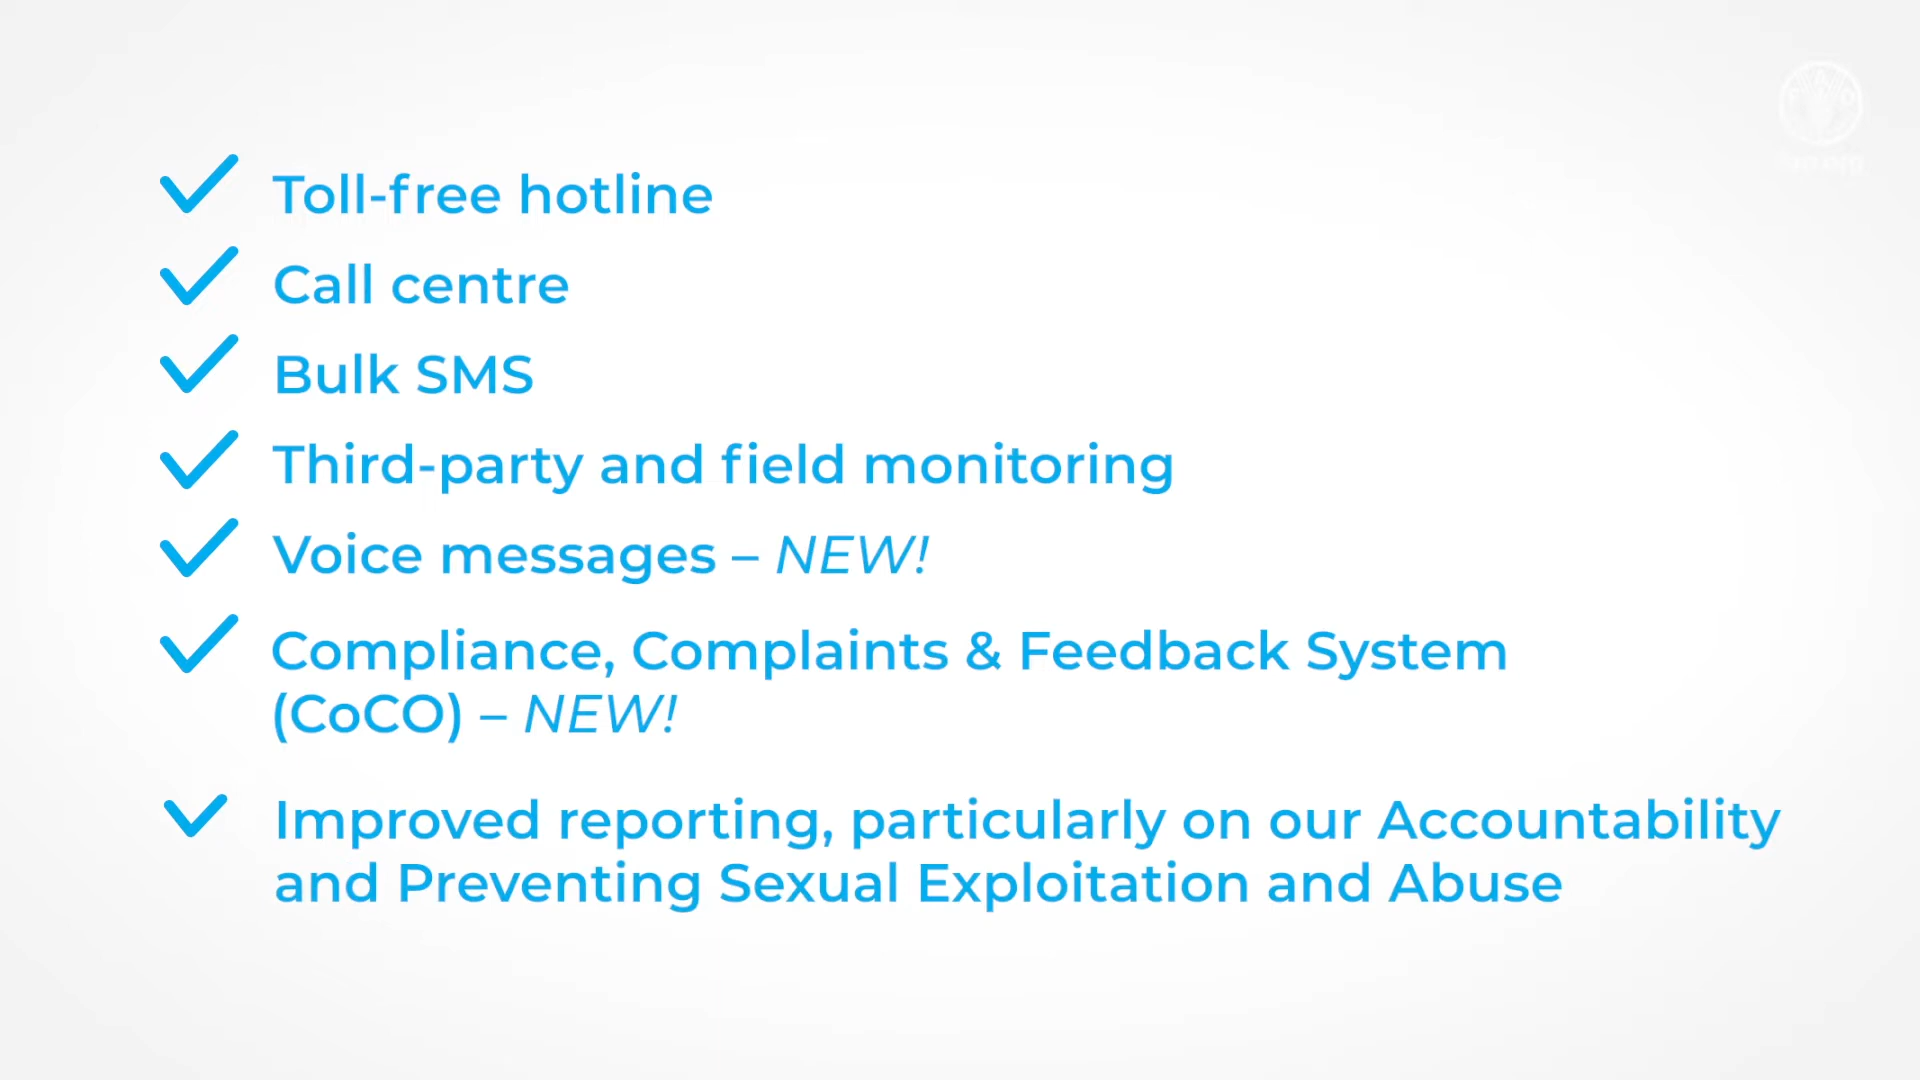 Toll-free hotline
Call centre
Bulk SMS
Third-party and field monitoring
Voice messages – NEW!
Compliance, Complaints & Feedback System
(CoCO) – NEW!
Improved reporting, particularly on our Accountability
and Preventing Sexual Exploitation and Abuse